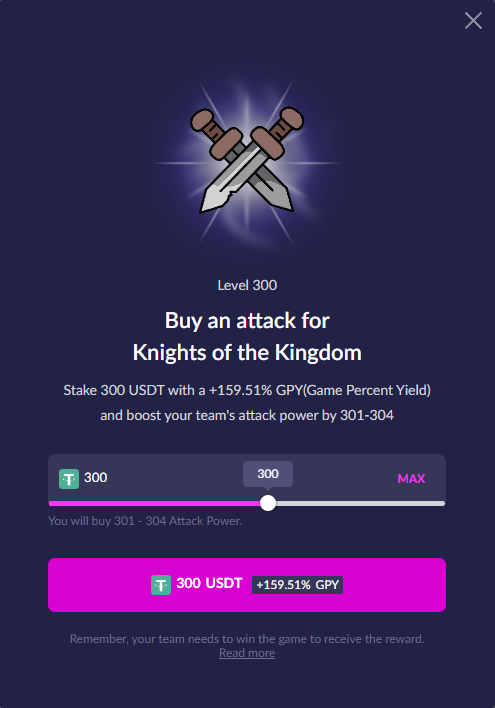 Level 300
Buy an attack for
Knights of the Kingdom
Stake 300 USDT with a +159.51% GPY(Game Percent Yield)
and boost your team's attack power by 301-304
300
300
MAX
You will buy 301 - 304 Attack Power.
300 USDT +159.51% GPY
Remember, your team needs to win the game to receive the reward.
Read more